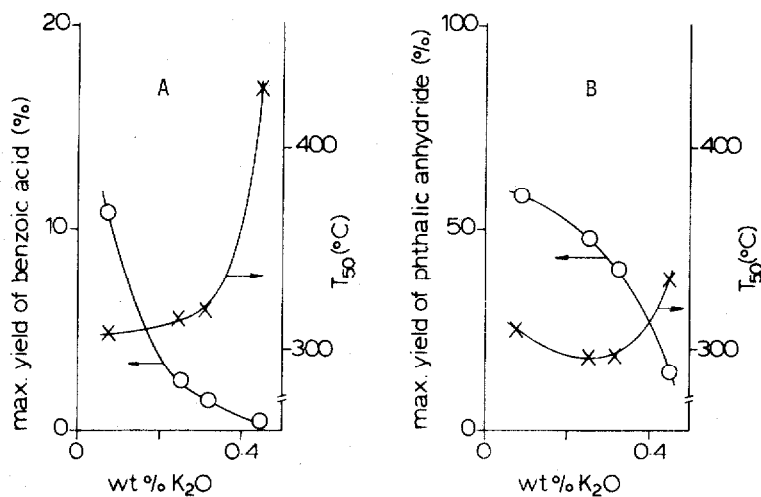 20
A
400
10
300
0
0
0.4
max. yield of benzoic acid (%)
T50(°C)
wt % K2O
100
B
400
50
300
0
0
0.4
max. yield of phthalic anhydride (%)
T50(°C)
wt % K2O